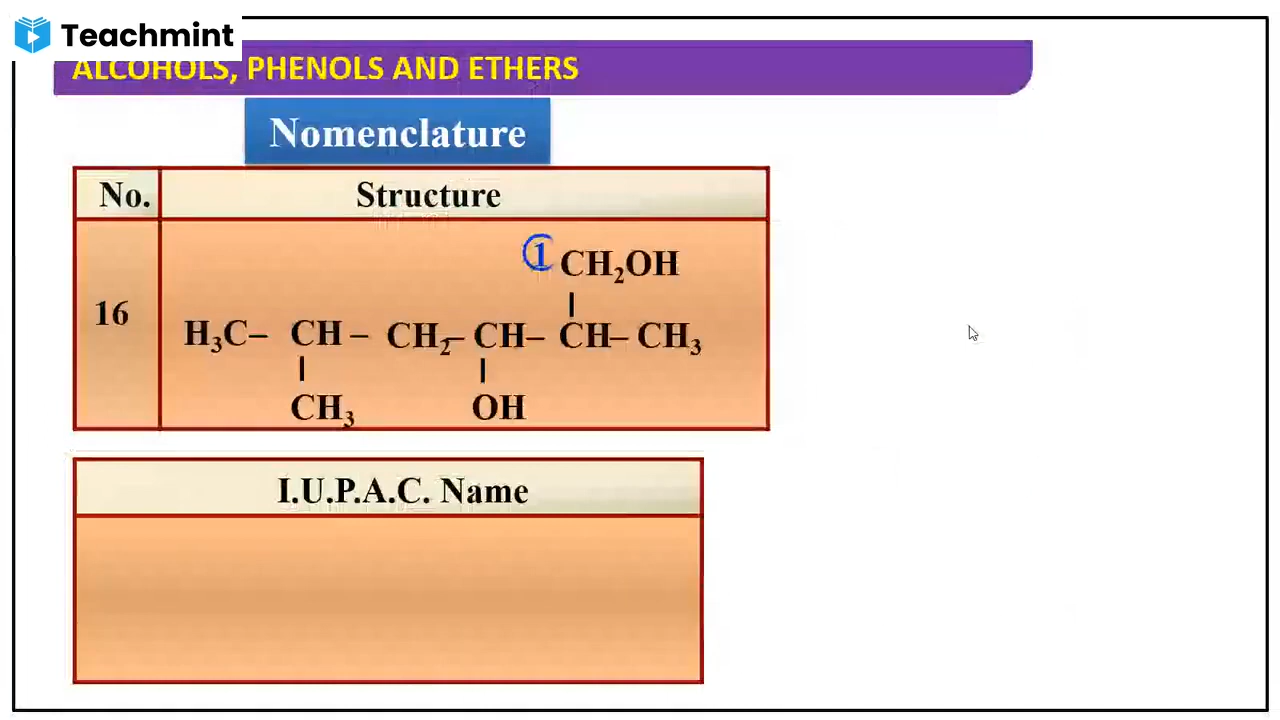 Teachmint
ALCOHOLS, PHENOLS AND ETHERS
Nomenclature
No. Structure
① CH₂OH
16 H₃C– CH – CH₂– CH– CH– CH₃
CH₃ OH
I.U.P.A.C. Name